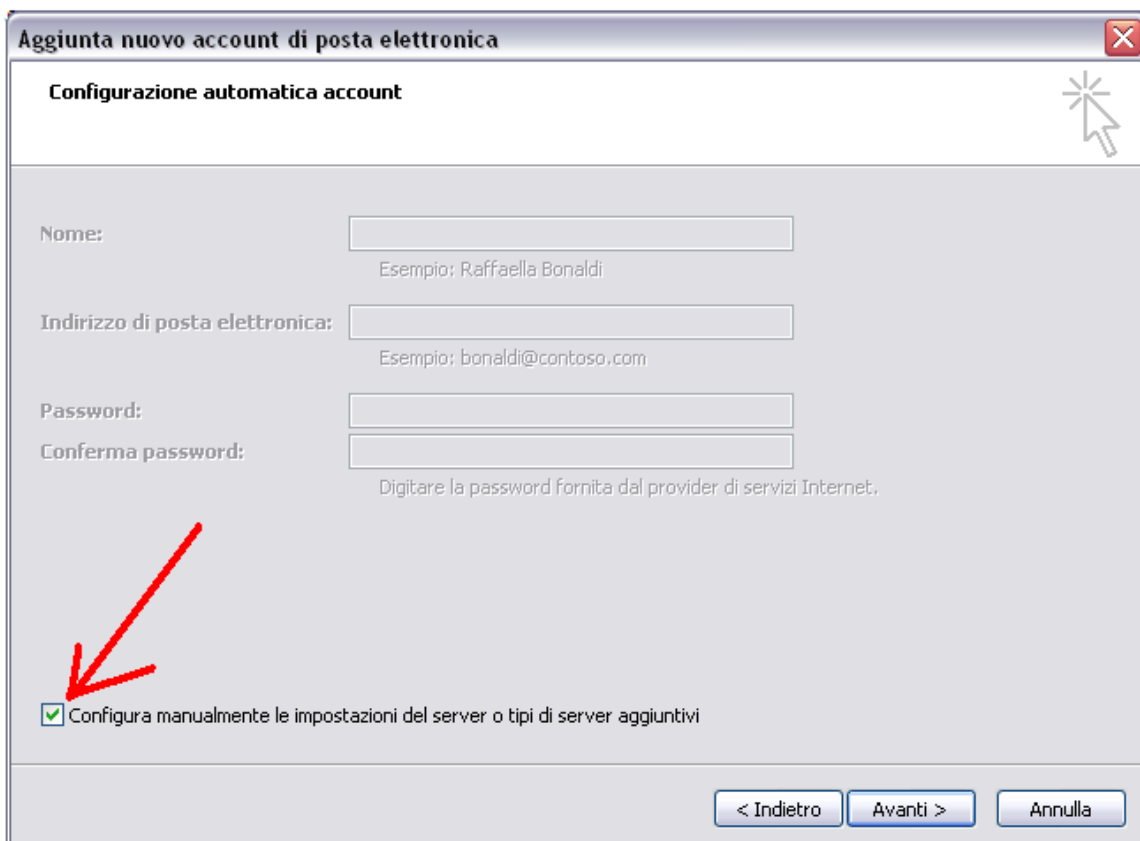 Aggiunta nuovo account di posta elettronica
Configurazione automatica account
Nome:
Esempio: Raffaella Bonaldi
Indirizzo di posta elettronica:
Esempio: bonaldi@contoso.com
Password:
Conferma password:
Digitare la password fornita dal provider di servizi Internet.
Configura manualmente le impostazioni del server o tipi di server aggiuntivi
< Indietro Avanti > Annulla